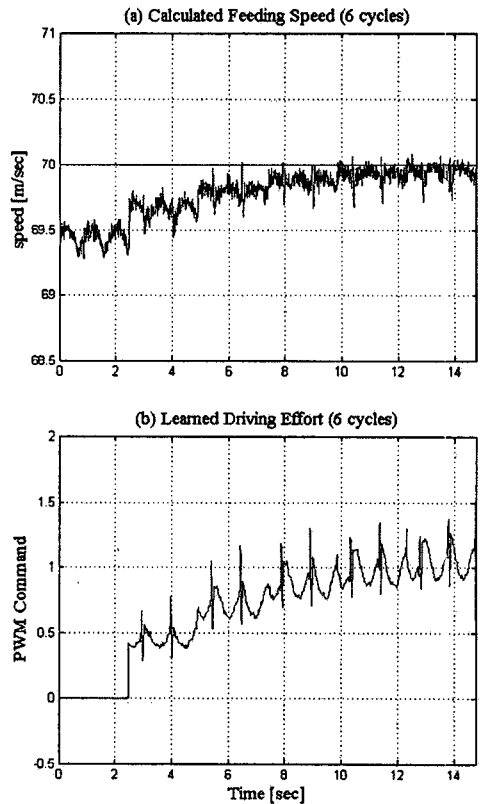 (a) Calculated Feeding Speed (6 cycles)
71
70.5
70
69.5
69
68.5
speed [m/sec]
0 2 4 6 8 10 12 14
(b) Learned Driving Effort (6 cycles)
2
1.5
1
0.5
0
-0.5
PWM Command
0 2 4 6 8 10 12 14
Time [sec]